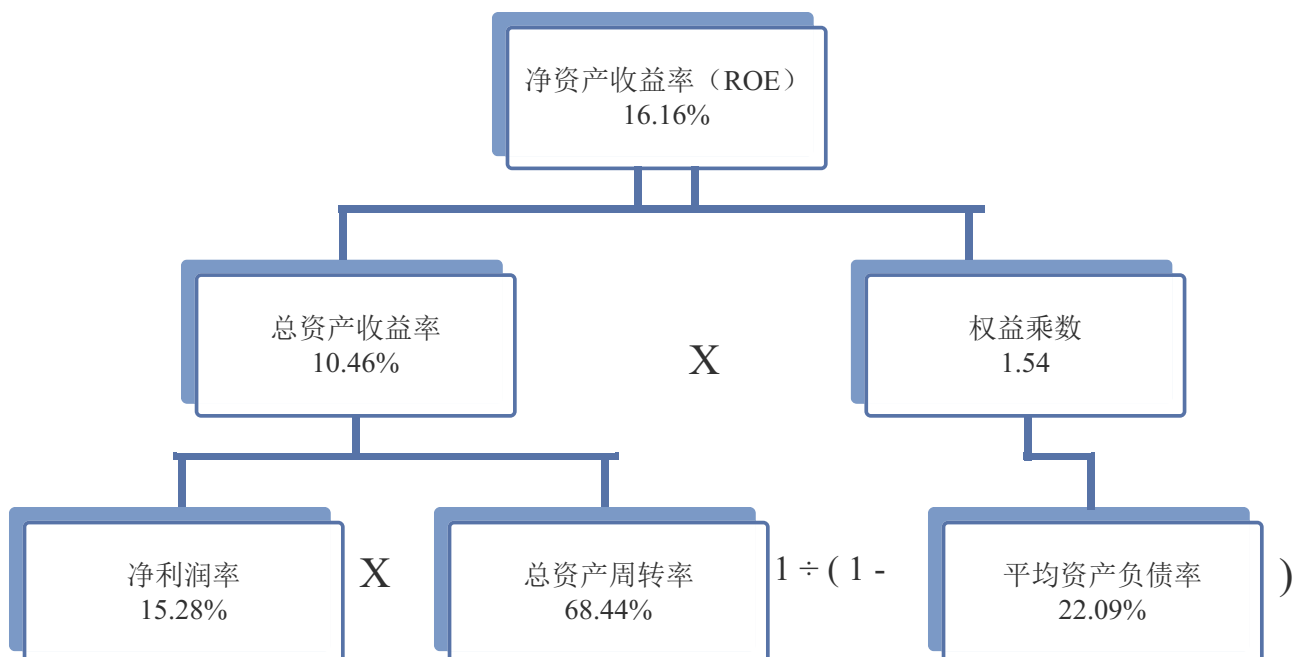 净资产收益率（ROE）
16.16%
总资产收益率
10.46%
X
权益乘数
1.54
净利润率
15.28%
X
总资产周转率
68.44%
1 ÷ ( 1 -
平均资产负债率
22.09%
)